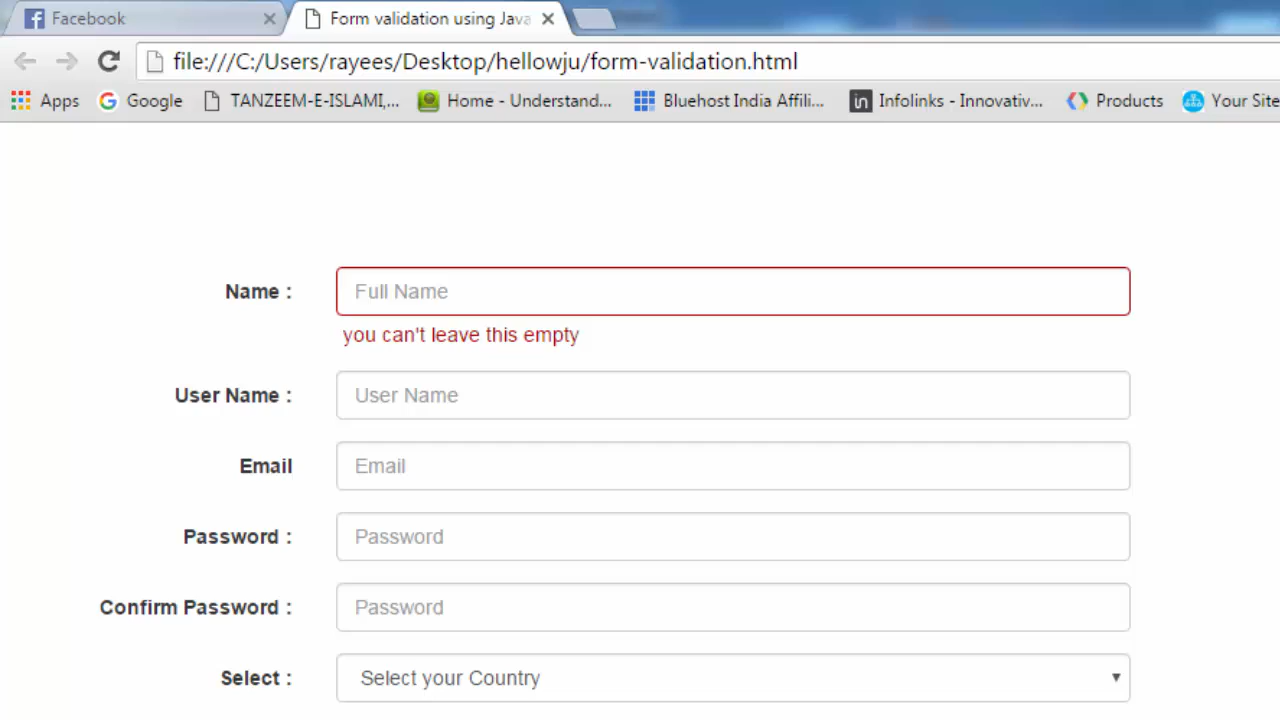 Facebook
Form validation using Java
file:///C:/Users/rayees/Desktop/hellowju/form-validation.html
Apps Google TANZEEM-E-ISLAMI,... Home - Understand... Bluehost India Affili... in Infolinks - Innovativ... Products Your Site
Name : Full Name
you can't leave this empty
User Name : User Name
Email Email
Password : Password
Confirm Password : Password
Select : Select your Country